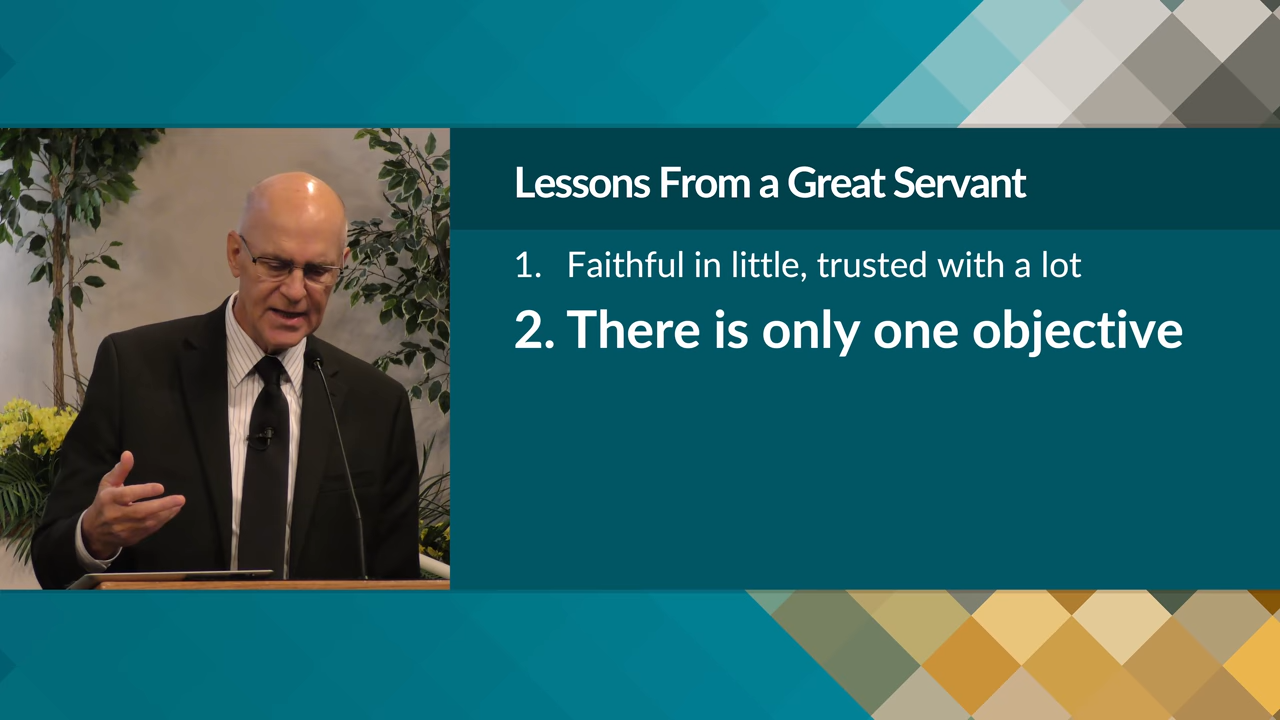 Lessons From a Great Servant
1. Faithful in little, trusted with a lot
2. There is only one objective